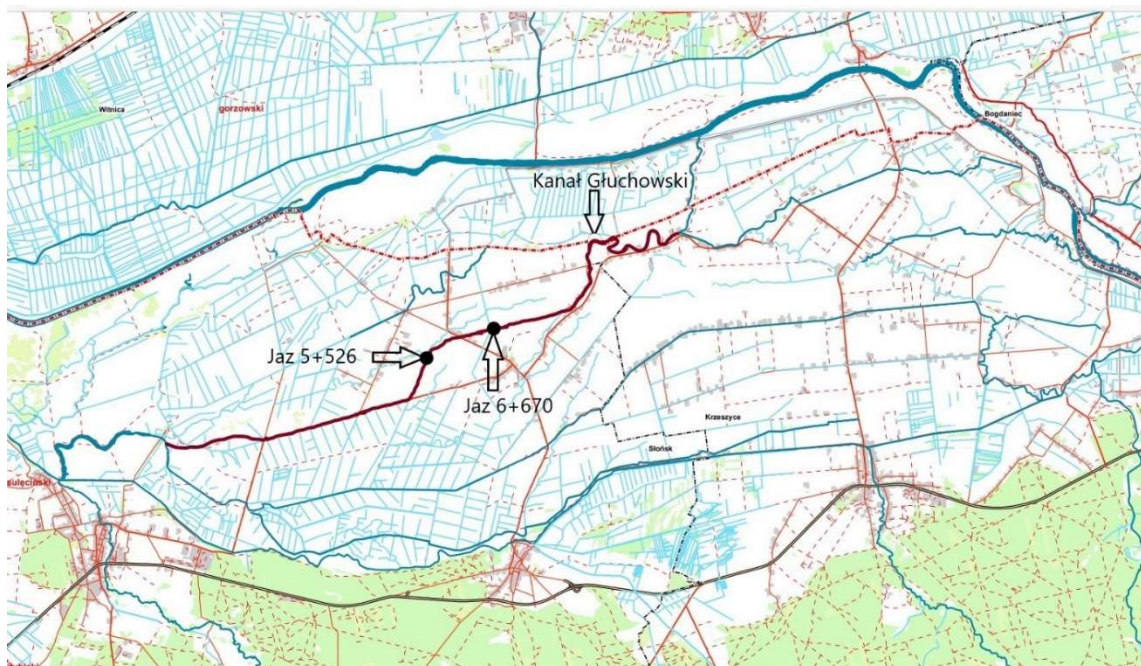 Witnica
gorzowski
Bogdaniec
Kanał Głuchowski
Jaz 5+526
Jaz 6+670
Krzeszyce
Słońsk
sulęciński